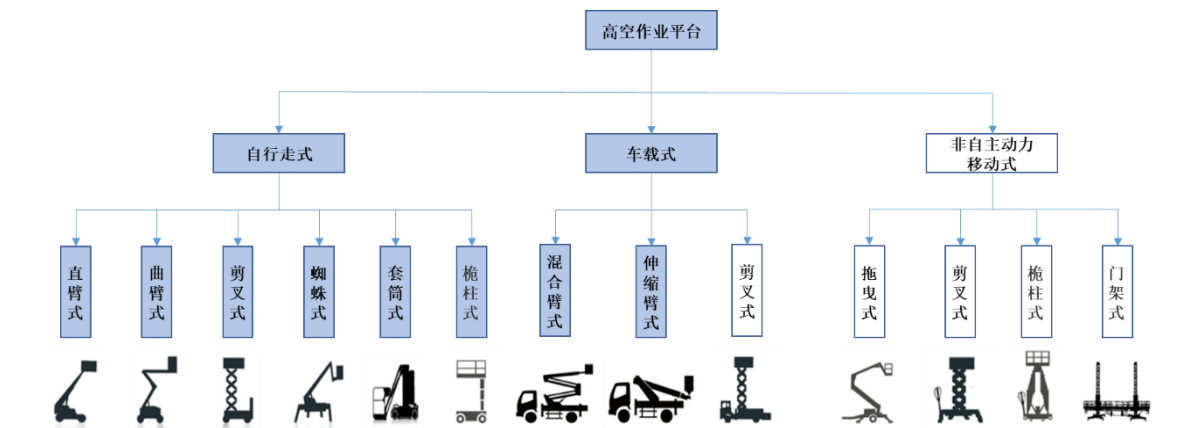 高空作业平台
自行走式
车载式
非自主动力
移动式
直臂式
曲臂式
剪叉式
蜘蛛式
套筒式
桅柱式
混合臂式
伸缩臂式
剪叉式
拖曳式
剪叉式
桅柱式
门架式